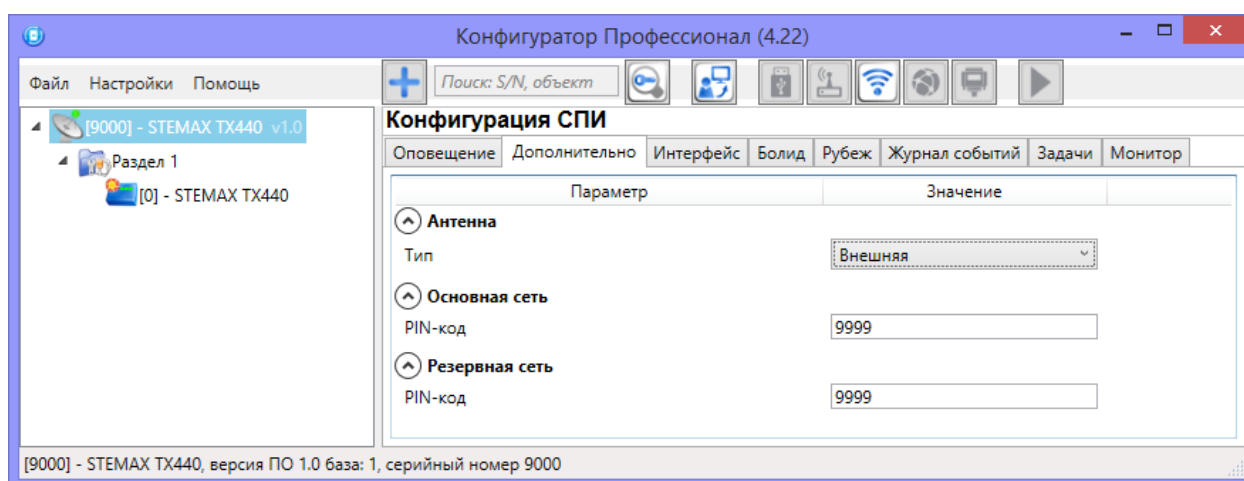 Конфигуратор Профессионал (4.22)
Файл Настройки Помощь
Поиск: S/N, объект
[9000] - STEMAX TX440 v1.0
Раздел 1
[0] - STEMAX TX440
Конфигурация СПИ
Оповещение Дополнительно Интерфейс Болид Рубеж Журнал событий Задачи Монитор
Параметр Значение
Антенна
Тип Внешняя
Основная сеть
PIN-код 9999
Резервная сеть
PIN-код 9999
[9000] - STEMAX TX440, версия ПО 1.0 база: 1, серийный номер 9000